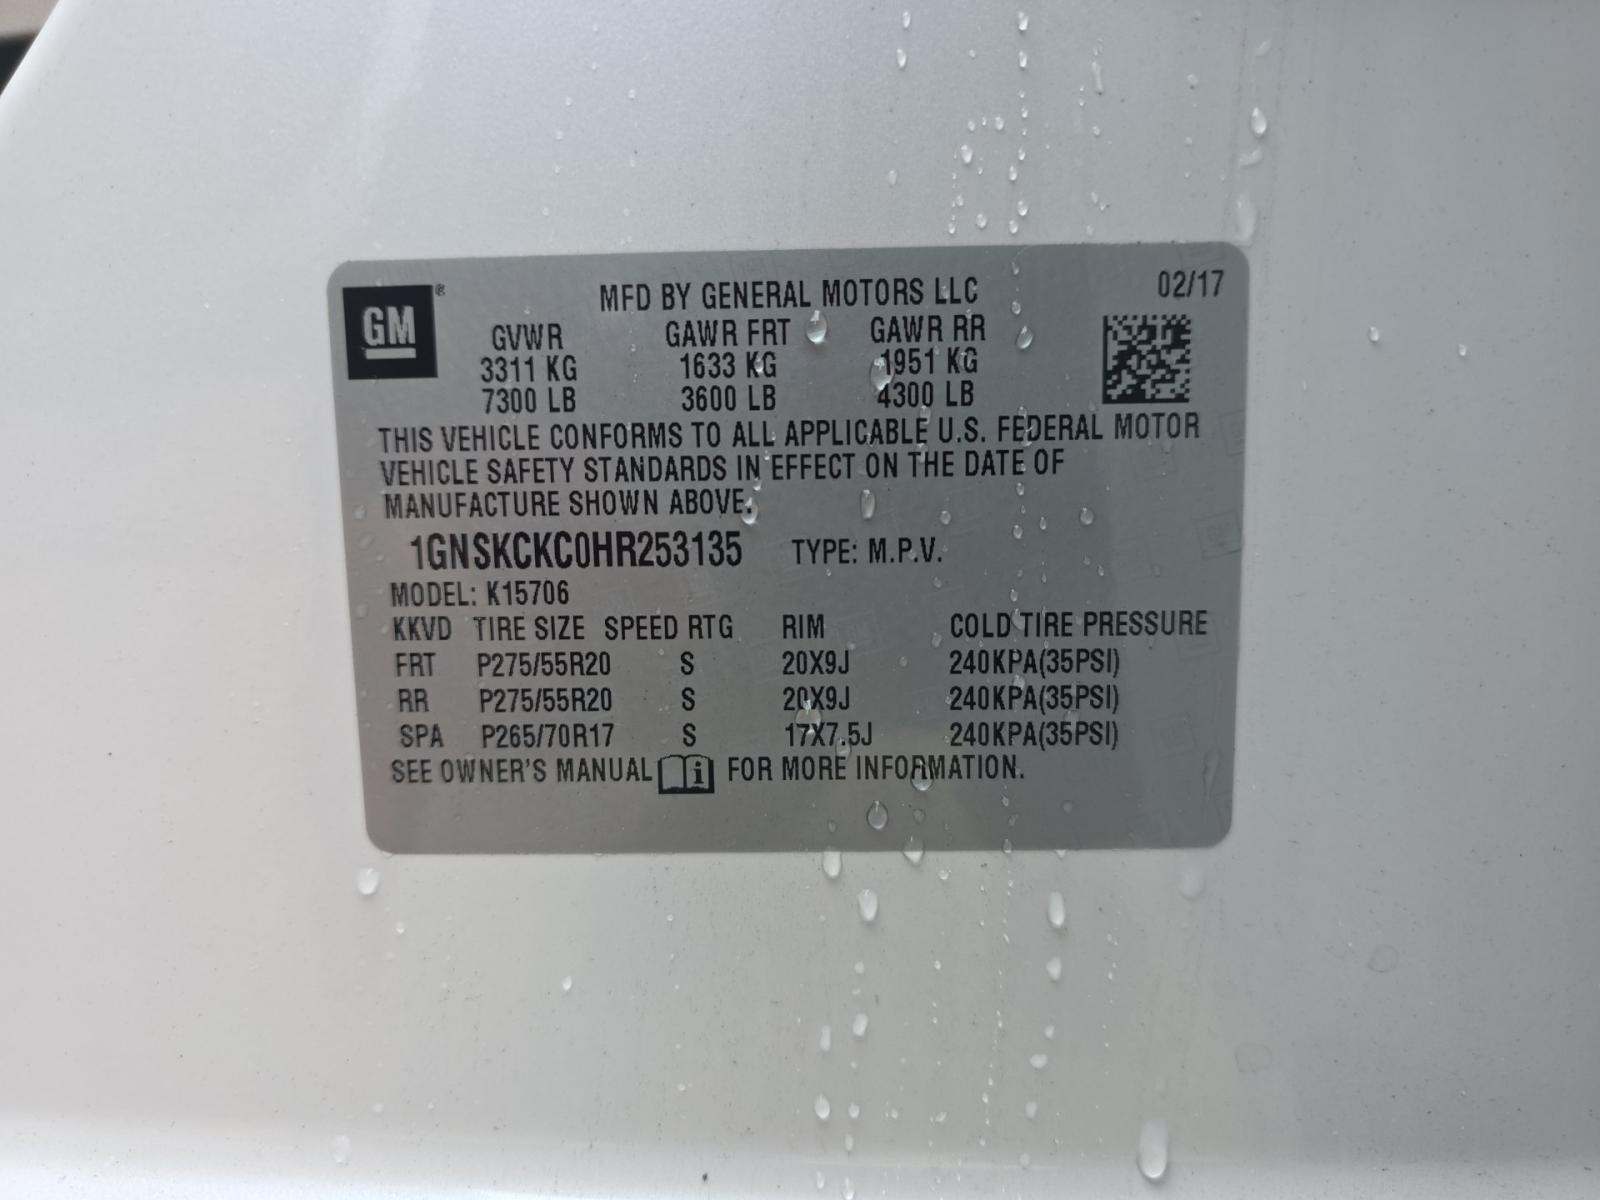 GM ®
MFD BY GENERAL MOTORS LLC 02/17
GVWR GAWR FRT GAWR RR
3311 KG 1633 KG 1951 KG
7300 LB 3600 LB 4300 LB
THIS VEHICLE CONFORMS TO ALL APPLICABLE U.S. FEDERAL MOTOR
VEHICLE SAFETY STANDARDS IN EFFECT ON THE DATE OF
MANUFACTURE SHOWN ABOVE.
1GNSKCKC0HR253135 TYPE: M.P.V.
MODEL: K15706
KKVD TIRE SIZE SPEED RTG RIM COLD TIRE PRESSURE
FRT P275/55R20 S 20X9J 240KPA(35PSI)
RR P275/55R20 S 20X9J 240KPA(35PSI)
SPA P265/70R17 S 17X7.5J 240KPA(35PSI)
SEE OWNER'S MANUAL i FOR MORE INFORMATION.